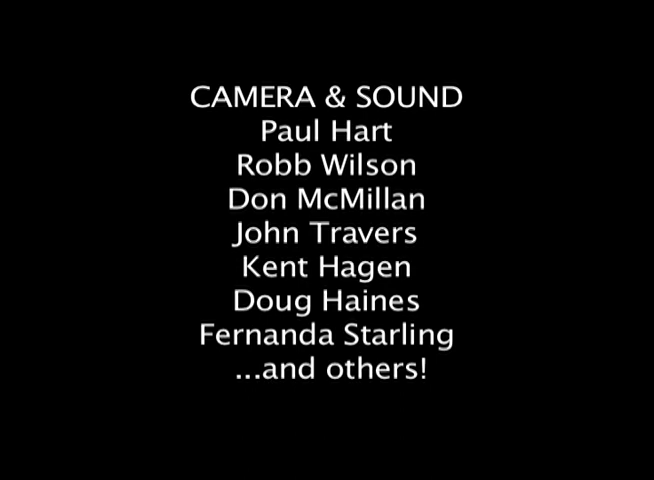 CAMERA & SOUND
Paul Hart
Robb Wilson
Don McMillan
John Travers
Kent Hagen
Doug Haines
Fernanda Starling
...and others!